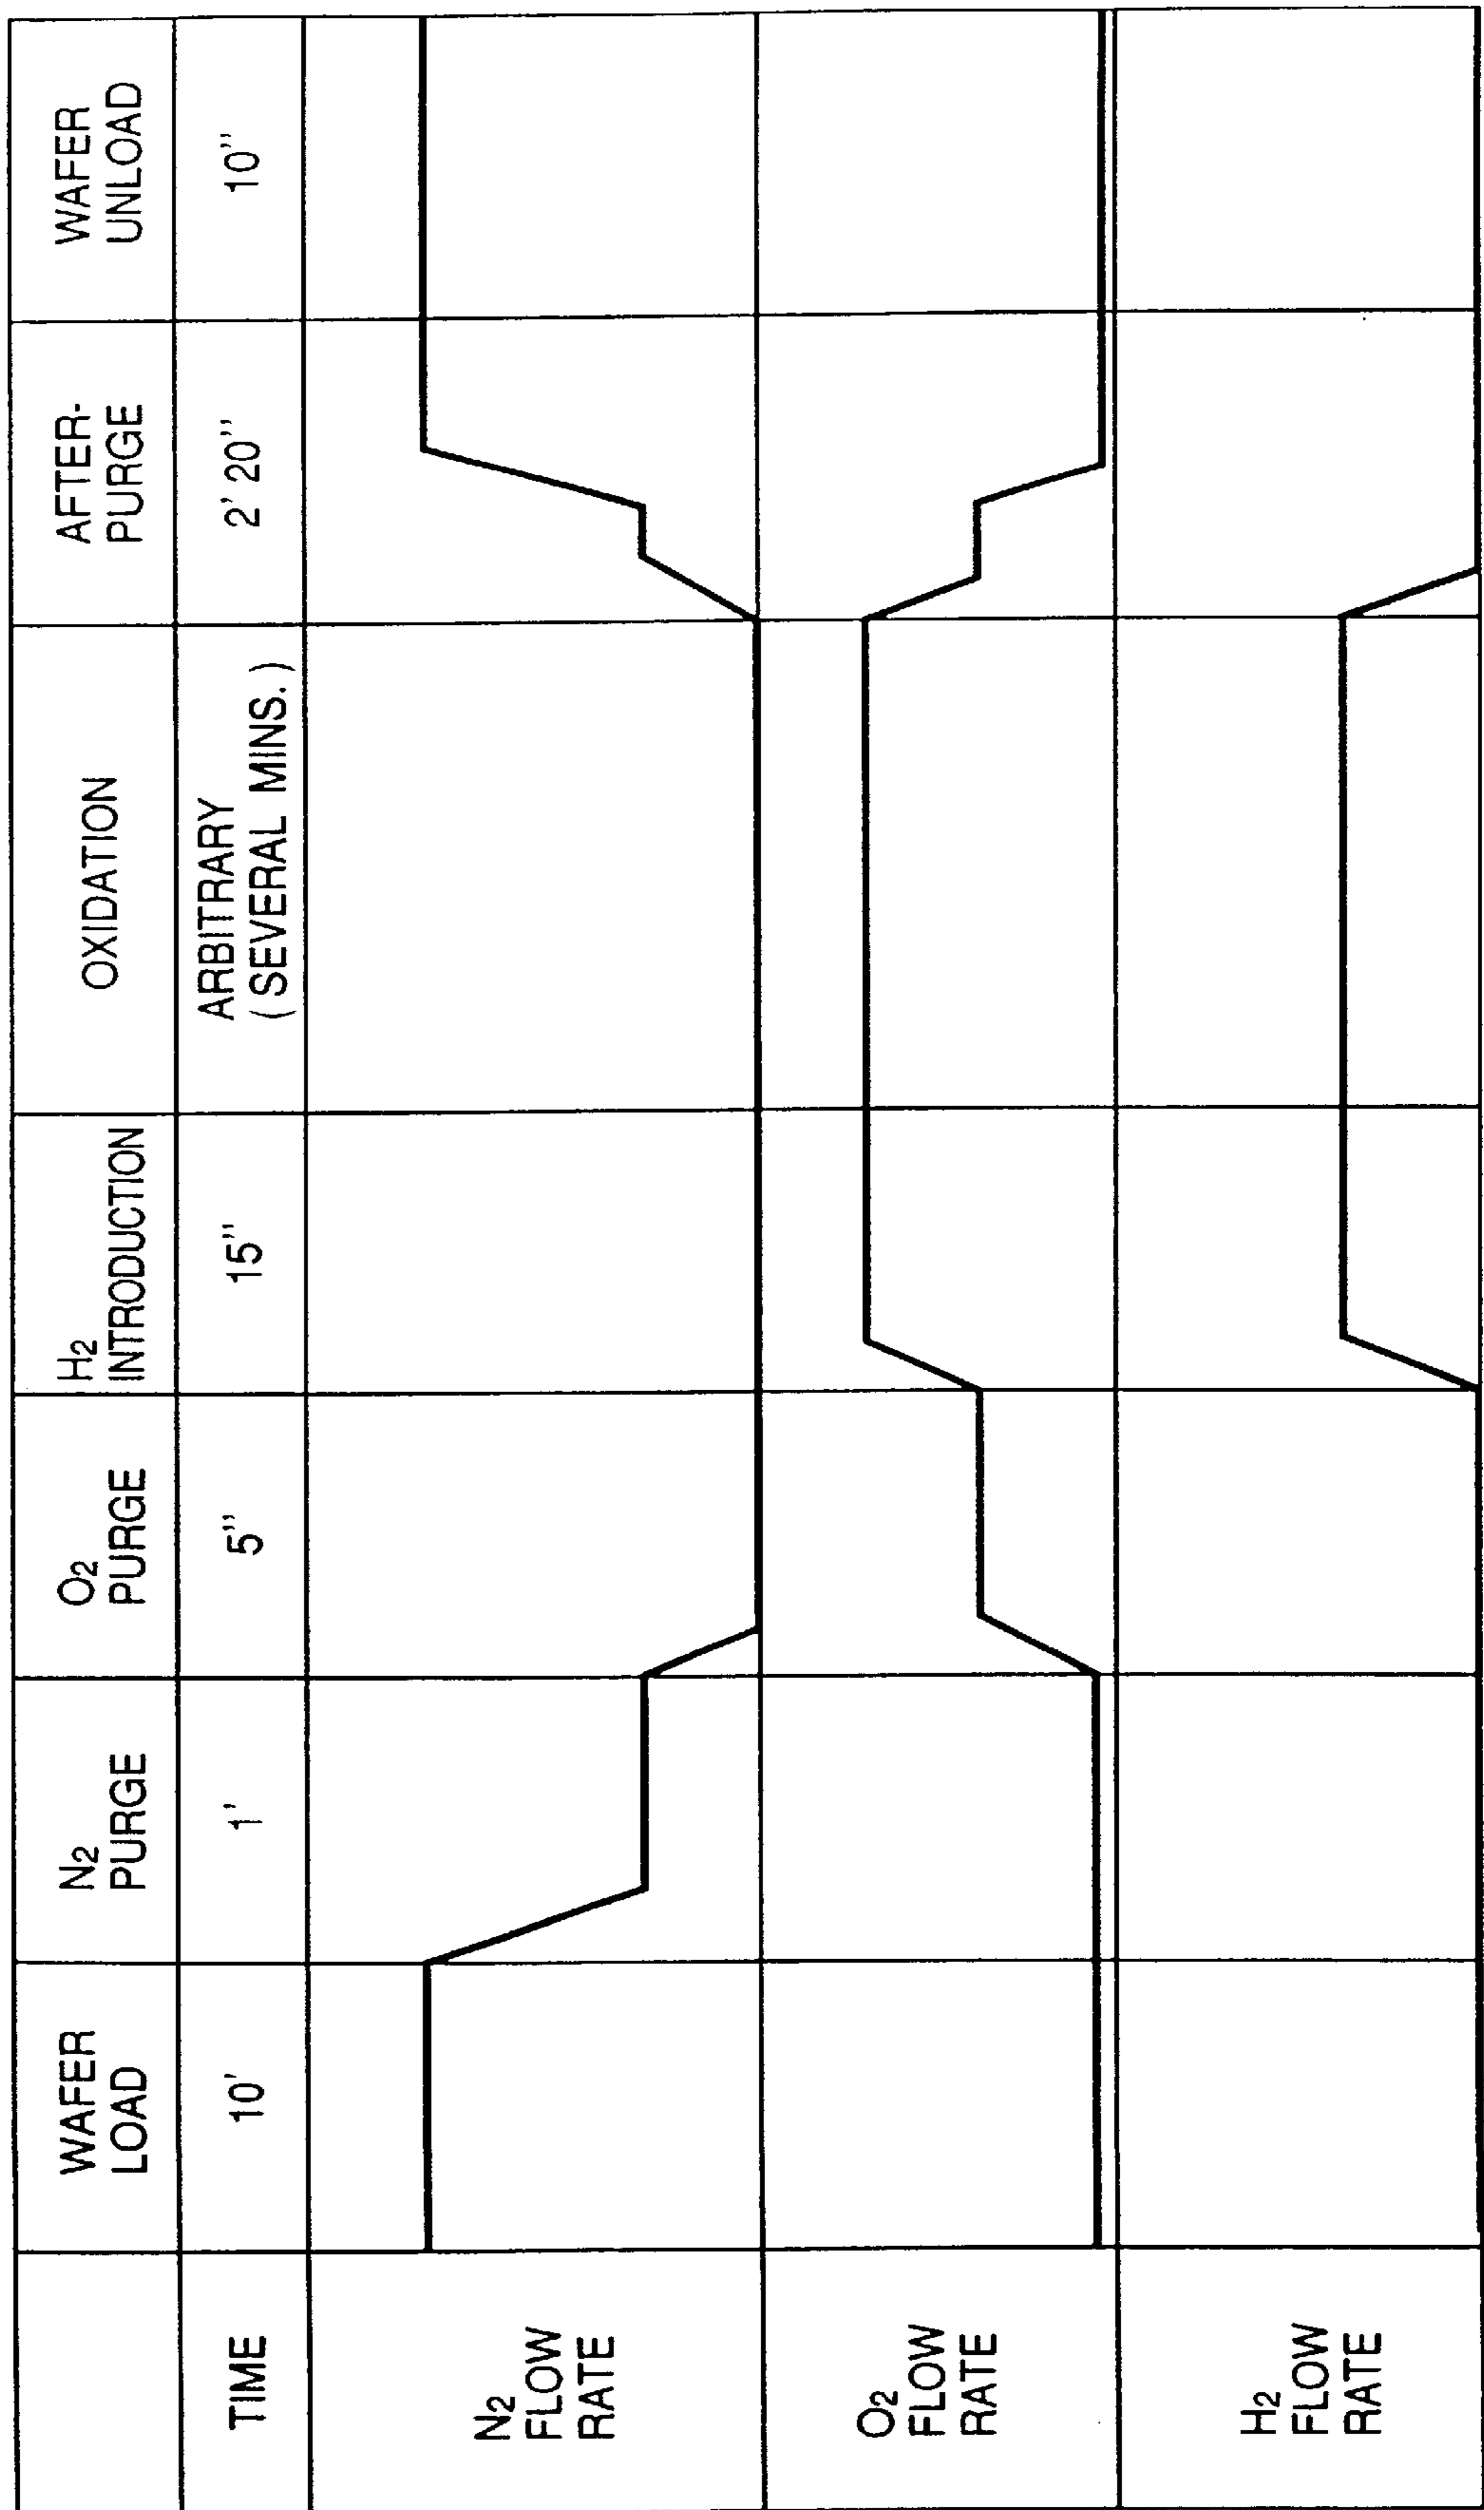 WAFER
LOAD
N2
PURGE
O2
PURGE
H2
INTRODUCTION
OXIDATION
AFTER-
PURGE
WAFER
UNLOAD
TIME
10'
1'
5"
15"
ARBITRARY
(SEVERAL MINS.)
2' 20"
10"
N2
FLOW
RATE
O2
FLOW
RATE
H2
FLOW
RATE